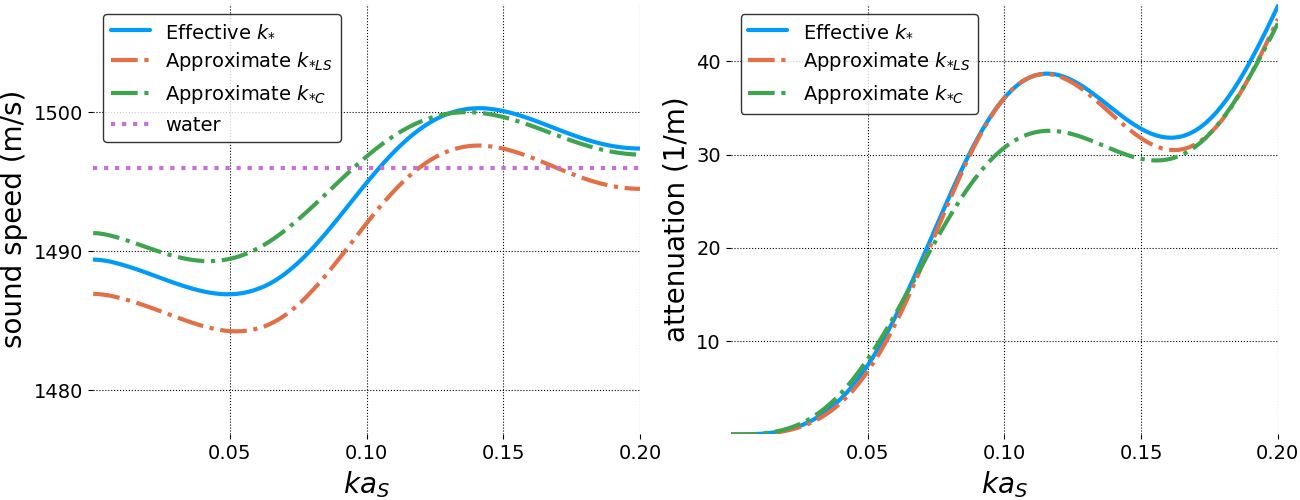 Effective k*
Approximate k*LS
Approximate k*C
water
1500
1490
1480
sound speed (m/s)
0.05 0.10 0.15 0.20
kaS
Effective k*
Approximate k*LS
Approximate k*C
40
30
20
10
attenuation (1/m)
0.05 0.10 0.15 0.20
kaS